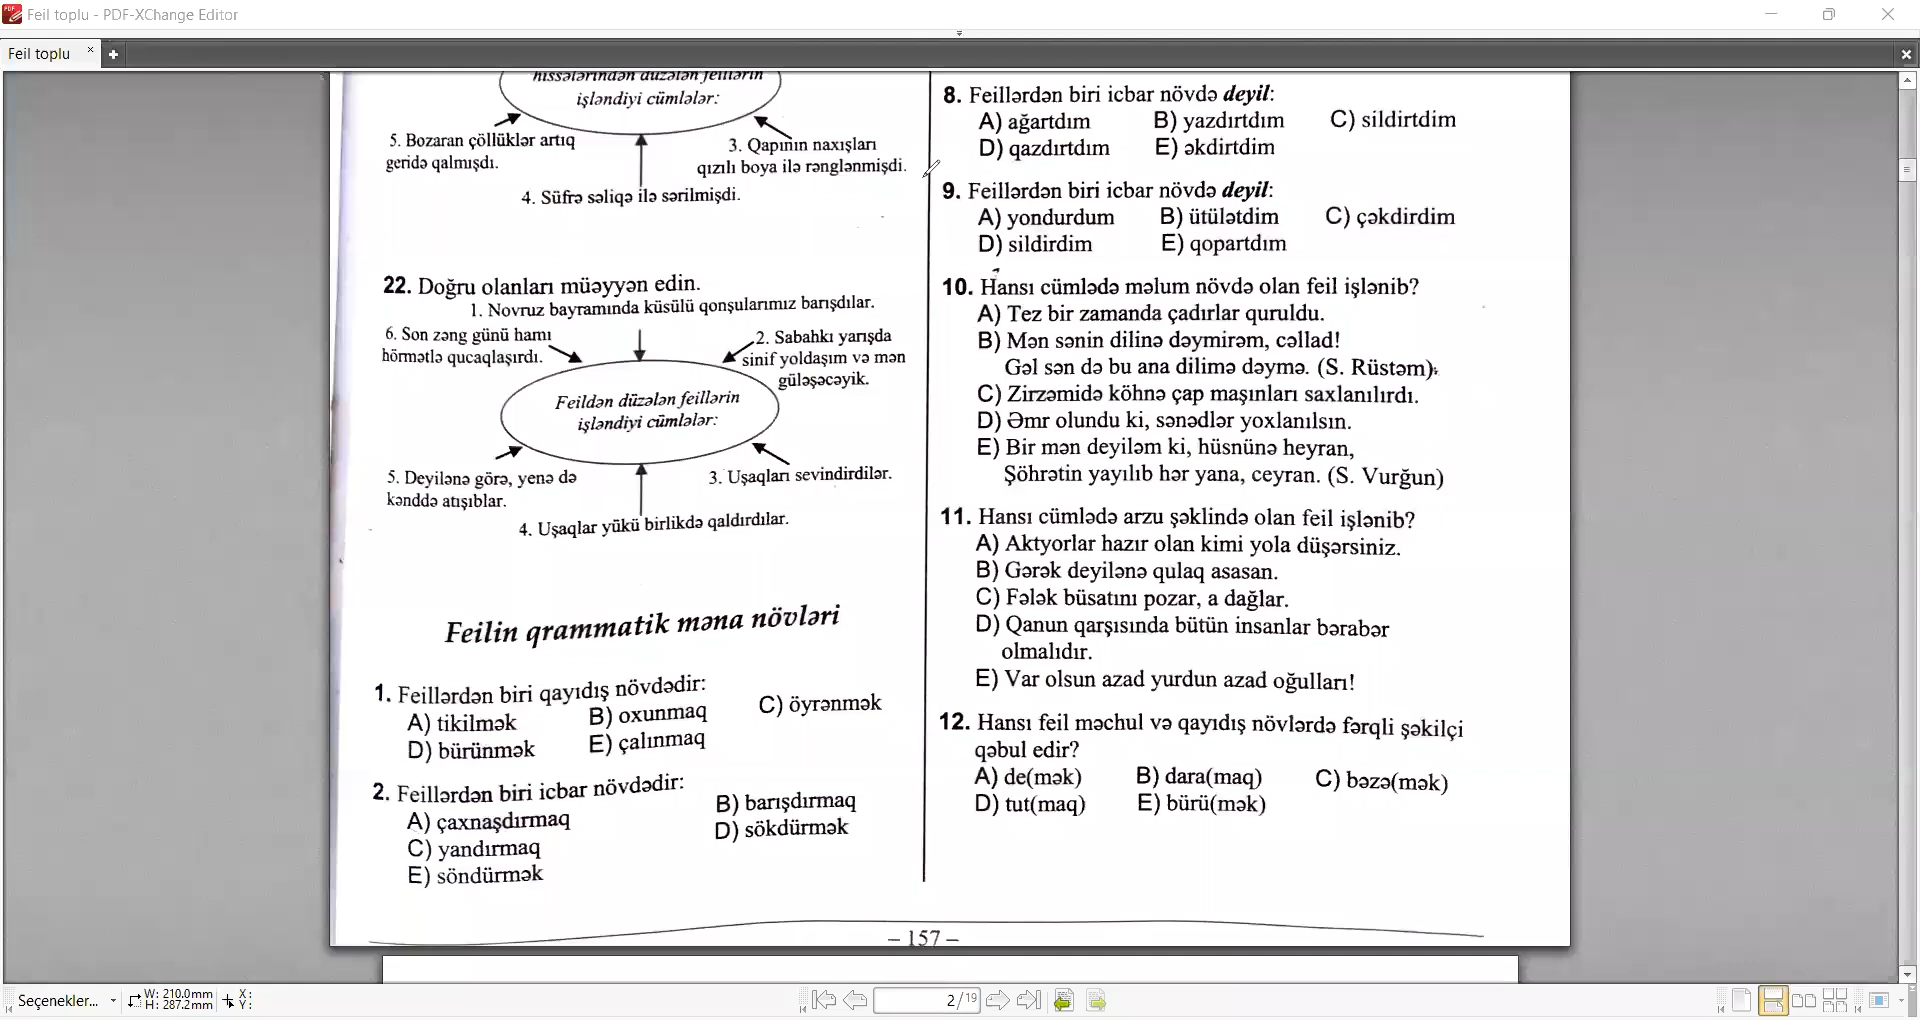 Feil toplu - PDF-XChange Editor
Feil toplu
hissələrindən düzələn feillərin
işləndiyi cümlələr:
5. Bozaran çöllüklər artıq
geridə qalmışdı.
3. Qapının naxışları
qızılı boya ilə rənglənmişdi.
4. Süfrə səliqə ilə sərilmişdi.
22. Doğru olanları müəyyən edin.
1. Novruz bayramında küsülü qonşularımız barışdılar.
6. Son zəng günü hamı
hörmətlə qucaqlaşırdı.
2. Sabahkı yarışda
sinif yoldaşım və mən
güləşəcəyik.
Feildən düzələn feillərin
işləndiyi cümlələr:
5. Deyilənə görə, yenə də
kənddə atışıblar.
3. Uşaqları sevindirdilər.
4. Uşaqlar yükü birlikdə qaldırdılar.
Feilin qrammatik məna növləri
1. Feillərdən biri qayıdış növdədir:
A) tikilmək B) oxunmaq C) öyrənmək
D) bürünmək E) çalınmaq
2. Feillərdən biri icbar növdədir:
A) çaxnaşdırmaq B) barışdırmaq
C) yandırmaq D) sökdürmək
E) söndürmək
8. Feillərdən biri icbar növdə deyil:
A) ağartdım B) yazdırtdım C) sildirtdim
D) qazdırtdım E) əkdirtdim
9. Feillərdən biri icbar növdə deyil:
A) yondurdum B) ütülətdim C) çəkdirdim
D) sildirdim E) qopartdım
10. Hansı cümlədə məlum növdə olan feil işlənib?
A) Tez bir zamanda çadırlar quruldu.
B) Mən sənin dilinə dəymirəm, cəllad!
Gəl sən də bu ana dilimə dəymə. (S. Rüstəm)
C) Zirzəmidə köhnə çap maşınları saxlanılırdı.
D) Əmr olundu ki, sənədlər yoxlanılsın.
E) Bir mən deyiləm ki, hüsnünə heyran,
Şöhrətin yayılıb hər yana, ceyran. (S. Vurğun)
11. Hansı cümlədə arzu şəklində olan feil işlənib?
A) Aktyorlar hazır olan kimi yola düşərsiniz.
B) Gərək deyilənə qulaq asasan.
C) Fələk büsatını pozar, a dağlar.
D) Qanun qarşısında bütün insanlar bərabər
olmalıdır.
E) Var olsun azad yurdun azad oğulları!
12. Hansı feil məchul və qayıdış növlərdə fərqli şəkilçi
qəbul edir?
A) de(mək) B) dara(maq) C) bəzə(mək)
D) tut(maq) E) bürü(mək)
– 157 –
Seçenekler... W: 210.0mm H: 287.2mm X: Y: 2 / 19